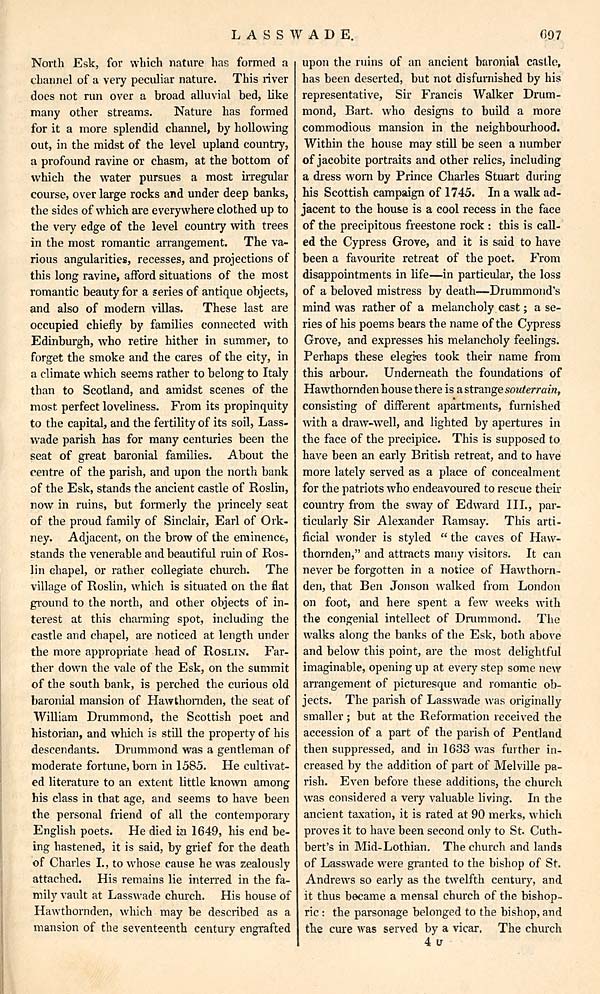 LASSWADE.
697
North Esk, for which nature has formed a
channel of a very peculiar nature. This river
does not run over a broad alluvial bed, like
many other streams. Nature has formed
for it a more splendid channel, by hollowing
out, in the midst of the level upland country,
a profound ravine or chasm, at the bottom of
which the water pursues a most irregular
course, over large rocks and under deep banks,
the sides of which are everywhere clothed up to
the very edge of the level country with trees
in the most romantic arrangement. The va-
rious angularities, recesses, and projections of
this long ravine, afford situations of the most
romantic beauty for a series of antique objects,
and also of modern villas. These last are
occupied chiefly by families connected with
Edinburgh, who retire hither in summer, to
forget the smoke and the cares of the city, in
a climate which seems rather to belong to Italy
than to Scotland, and amidst scenes of the
most perfect loveliness. From its propinquity
to the capital, and the fertility of its soil, Lass-
wade parish has for many centuries been the
seat of great baronial families. About the
centre of the parish, and upon the north bank
of the Esk, stands the ancient castle of Roslin,
now in ruins, but formerly the princely seat
of the proud family of Sinclair, Earl of Ork-
ney. Adjacent, on the brow of the eminence,
stands the venerable and beautiful ruin of Ros-
lin chapel, or rather collegiate church. The
village of Roslin, which is situated on the flat
ground to the north, and other objects of in-
terest at this charming spot, including the
castle and chapel, are noticed at length under
the more appropriate head of ROSLIN. Far-
ther down the vale of the Esk, on the summit
of the south bank, is perched the curious old
baronial mansion of Hawthornden, the seat of
William Drummond, the Scottish poet and
historian, and which is still the property of his
descendants. Drummond was a gentleman of
moderate fortune, born in 1585. He cultivat-
ed literature to an extent little known among
his class in that age, and seems to have been
the personal friend of all the contemporary
English poets. He died in 1649, his end be-
ing hastened, it is said, by grief for the death
of Charles I., to whose cause he was zealously
attached. His remains lie interred in the fa-
mily vault at Lasswade church. His house of
Hawthornden, which may be described as a
mansion of the seventeenth century engrafted
upon the ruins of an ancient baronial castle,
has been deserted, but not disfurnished by his
representative, Sir Francis Walker Drum-
mond, Bart. who designs to build a more
commodious mansion in the neighbourhood.
Within the house may still be seen a number
of jacobite portraits and other relics, including
a dress worn by Prince Charles Stuart during
his Scottish campaign of 1745. In a walk ad-
jacent to the house is a cool recess in the face
of the precipitous freestone rock: this is call-
ed the Cypress Grove, and it is said to have
been a favourite retreat of the poet. From
disappointments in life—in particular, the loss
of a beloved mistress by death—Drummond's
mind was rather of a melancholy cast; a se-
ries of his poems bears the name of the Cypress
Grove, and expresses his melancholy feelings.
Perhaps these elegies took their name from
this arbour. Underneath the foundations of
Hawthornden house there is a strange souterrain,
consisting of different apartments, furnished
with a draw-well, and lighted by apertures in
the face of the precipice. This is supposed to
have been an early British retreat, and to have
more lately served as a place of concealment
for the patriots who endeavoured to rescue their
country from the sway of Edward III., par-
ticularly Sir Alexander Ramsay. This arti-
ficial wonder is styled "the caves of Haw-
thornden," and attracts many visitors. It can
never be forgotten in a notice of Hawthorn-
den, that Ben Jonson walked from London
on foot, and here spent a few weeks with
the congenial intellect of Drummond. The
walks along the banks of the Esk, both above
and below this point, are the most delightful
imaginable, opening up at every step some new
arrangement of picturesque and romantic ob-
jects. The parish of Lasswade was originally
smaller; but at the Reformation received the
accession of a part of the parish of Pentland
then suppressed, and in 1633 was further in-
creased by the addition of part of Melville pa-
rish. Even before these additions, the church
was considered a very valuable living. In the
ancient taxation, it is rated at 90 merks, which
proves it to have been second only to St. Cuth-
bert's in Mid-Lothian. The church and lands
of Lasswade were granted to the bishop of St.
Andrews so early as the twelfth century, and
it thus became a mensal church of the bishop-
ric: the parsonage belonged to the bishop, and
the cure was served by a vicar. The church
4 U